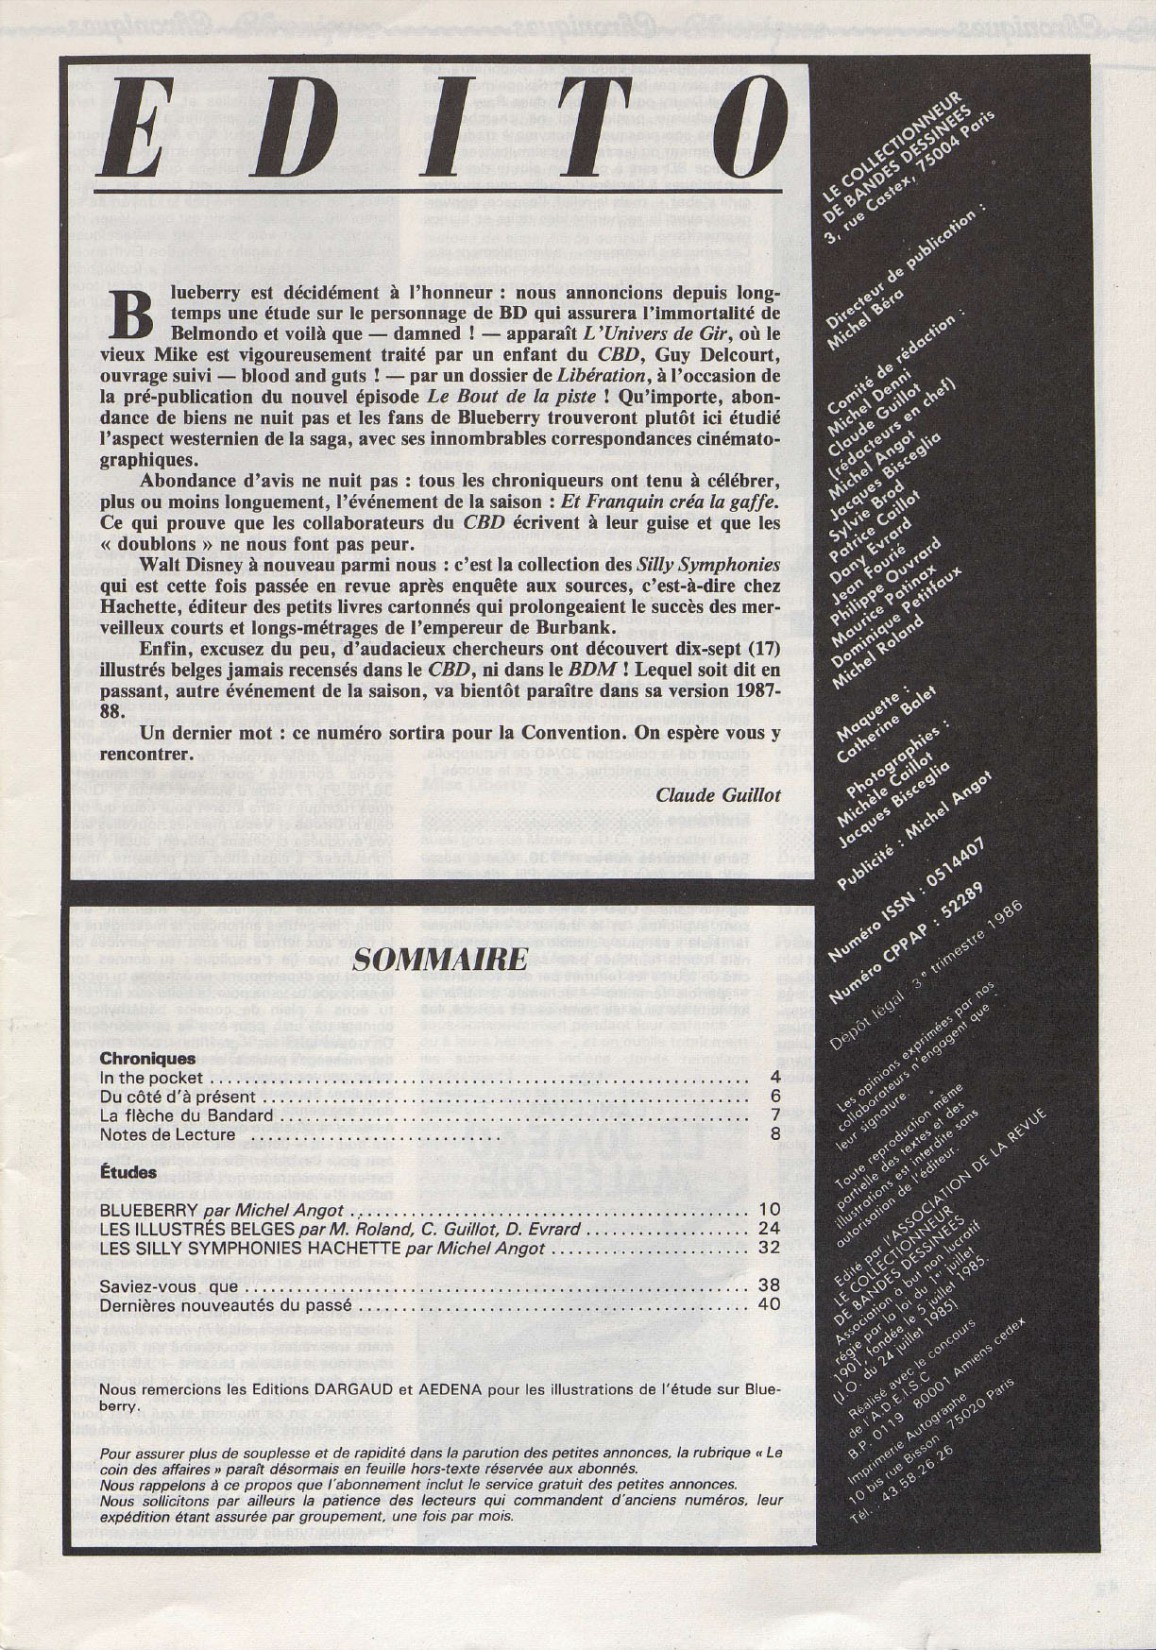 EDITO
Blueberry est décidément à l'honneur : nous annoncions depuis long-
temps une étude sur le personnage de BD qui assurera l'immortalité de
Belmondo et voilà que — damned ! — apparaît L'Univers de Gir, où le
vieux Mike est vigoureusement traité par un enfant du CBD, Guy Delcourt,
ouvrage suivi — blood and guts ! — par un dossier de Libération, à l'occasion de
la pré-publication du nouvel épisode Le Bout de la piste ! Qu'importe, abon-
dance de biens ne nuit pas et les fans de Blueberry trouveront plutôt ici étudié
l'aspect westernien de la saga, avec ses innombrables correspondances cinémato-
graphiques.
Abondance d'avis ne nuit pas : tous les chroniqueurs ont tenu à célébrer,
plus ou moins longuement, l'événement de la saison : Et Franquin créa la gaffe.
Ce qui prouve que les collaborateurs du CBD écrivent à leur guise et que les
« doublons » ne nous font pas peur.
Walt Disney à nouveau parmi nous : c'est la collection des Silly Symphonies
qui est cette fois passée en revue après enquête aux sources, c'est-à-dire chez
Hachette, éditeur des petits livres cartonnés qui prolongeaient le succès des mer-
veilleux courts et longs-métrages de l'empereur de Burbank.
Enfin, excusez du peu, d'audacieux chercheurs ont découvert dix-sept (17)
illustrés belges jamais recensés dans le CBD, ni dans le BDM ! Lequel soit dit en
passant, autre événement de la saison, va bientôt paraître dans sa version 1987-
88.
Un dernier mot : ce numéro sortira pour la Convention. On espère vous y
rencontrer.
Claude Guillot
SOMMAIRE
Chroniques
In the pocket ........ 4
Du côté d'à présent ........ 6
La flèche du Bandard ........ 7
Notes de Lecture ........ 8
Études
BLUEBERRY par Michel Angot ........ 10
LES ILLUSTRÉS BELGES par M. Roland, C. Guillot, D. Evrard ........ 24
LES SILLY SYMPHONIES HACHETTE par Michel Angot ........ 32
Saviez-vous que ........ 38
Dernières nouveautés du passé ........ 40
Nous remercions les Editions DARGAUD et AEDENA pour les illustrations de l'étude sur Blue-
berry.
Pour assurer plus de souplesse et de rapidité dans la parution des petites annonces, la rubrique « Le
coin des affaires » paraît désormais en feuille hors-texte réservée aux abonnés.
Nous rappelons à ce propos que l'abonnement inclut le service gratuit des petites annonces.
Nous sollicitons par ailleurs la patience des lecteurs qui commandent d'anciens numéros, leur
expédition étant assurée par groupement, une fois par mois.
LE COLLECTIONNEUR
DE BANDES DESSINEES
3, rue Castex, 75004 Paris
Directeur de publication :
Michel Béra
Comité de rédaction :
Michel Denni
Claude Guillot
(rédacteurs en chef)
Michel Angot
Jacques Bisceglia
Sylvie Brod
Patrice Caillot
Dany Evrard
Jean Fourié
Philippe Ouvrard
Maurice Patinax
Dominique Petitfaux
Michel Roland
Maquette :
Catherine Balet
Photographies :
Michèle Caillot
Jacques Bisceglia
Publicité : Michel Angot
Numéro ISSN : 0514407
Numéro CPPAP : 52289
Dépôt légal : 3e trimestre 1986
Les opinions exprimées par nos
collaborateurs n'engagent que :
leur signature.
Toute reproduction même
partielle des textes et des
illustrations est interdite sans
autorisation de l'éditeur.
Edité par l'ASSOCIATION DE LA REVUE
LE COLLECTIONNEUR
DE BANDES DESSINÉES
Association à but non lucratif
régie par la loi du 1er juillet
1901, fondée le 5 juillet 1985.
(J.O. du 24 juillet 1985)
Réalisé avec le concours
de l'A.D.E.I.S.C
B.P. 0119 80001 Amiens cedex
Imprimerie Autographe
10 bis rue Bisson 75020 Paris
Tél. : 43.58.26.26